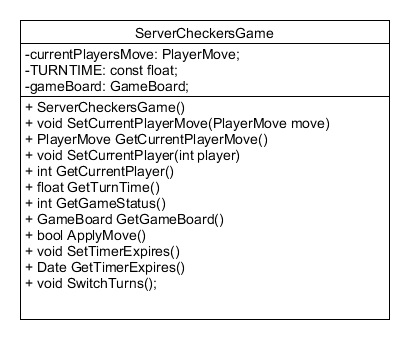 ServerCheckersGame
-currentPlayersMove: PlayerMove;
-TURNTIME: const float;
-gameBoard: GameBoard;
+ ServerCheckersGame()
+ void SetCurrentPlayerMove(PlayerMove move)
+ PlayerMove GetCurrentPlayerMove()
+ void SetCurrentPlayer(int player)
+ int GetCurrentPlayer()
+ float GetTurnTime()
+ int GetGameStatus()
+ GameBoard GetGameBoard()
+ bool ApplyMove()
+ void SetTimerExpires()
+ Date GetTimerExpires()
+ void SwitchTurns();